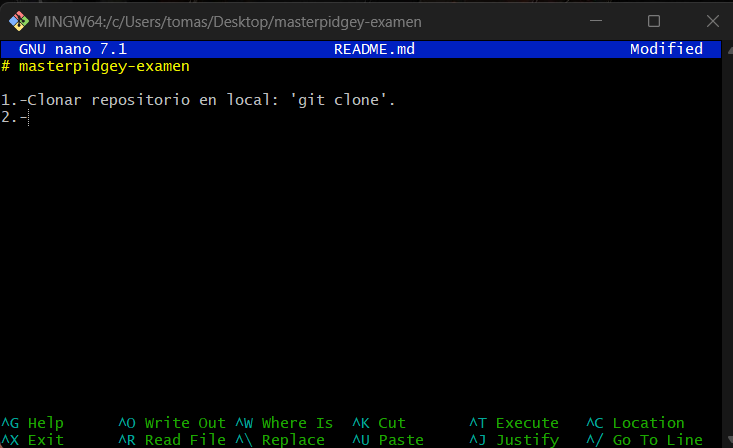 MINGW64:/c/Users/tomas/Desktop/masterpidgey-examen
GNU nano 7.1 README.md Modified
# masterpidgey-examen
1.-Clonar repositorio en local: 'git clone'.
2.-
^G Help ^O Write Out ^W Where Is ^K Cut ^T Execute ^C Location
^X Exit ^R Read File ^\ Replace ^U Paste ^J Justify ^/ Go To Line